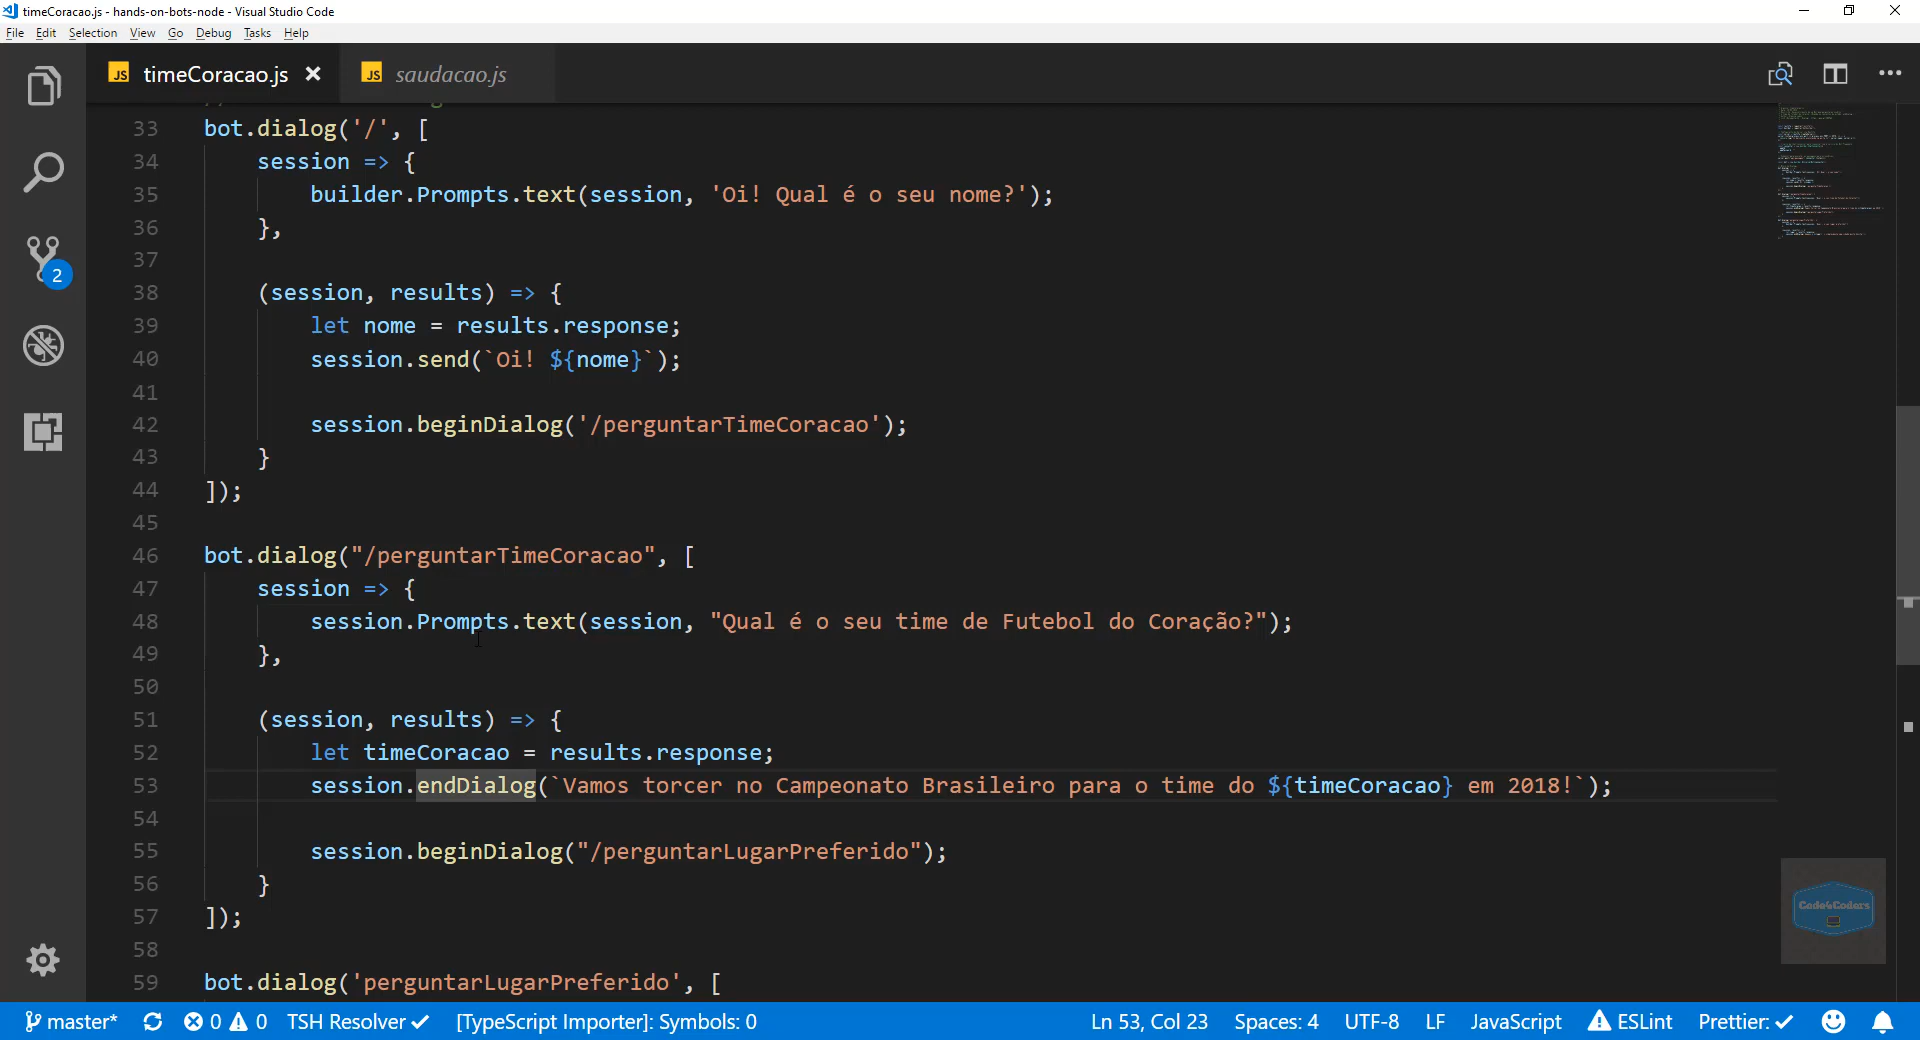 timeCoracao.js - hands-on-bots-node - Visual Studio Code
File Edit Selection View Go Debug Tasks Help
JS timeCoracao.js JS saudacao.js
33 bot.dialog('/', [
34 session => {
35 builder.Prompts.text(session, 'Oi! Qual é o seu nome?');
36 },
37
38 (session, results) => {
39 let nome = results.response;
40 session.send(`Oi! ${nome}`);
41
42 session.beginDialog('/perguntarTimeCoracao');
43 }
44 ]);
45
46 bot.dialog("/perguntarTimeCoracao", [
47 session => {
48 session.Prompts.text(session, "Qual é o seu time de Futebol do Coração?");
49 },
50
51 (session, results) => {
52 let timeCoracao = results.response;
53 session.endDialog(`Vamos torcer no Campeonato Brasileiro para o time do ${timeCoracao} em 2018!`);
54
55 session.beginDialog("/perguntarLugarPreferido");
56 }
57 ]);
58
59 bot.dialog('perguntarLugarPreferido', [
2
Code4Coders
master* 0 0 TSH Resolver [TypeScript Importer]: Symbols: 0 Ln 53, Col 23 Spaces: 4 UTF-8 LF JavaScript ESLint Prettier: